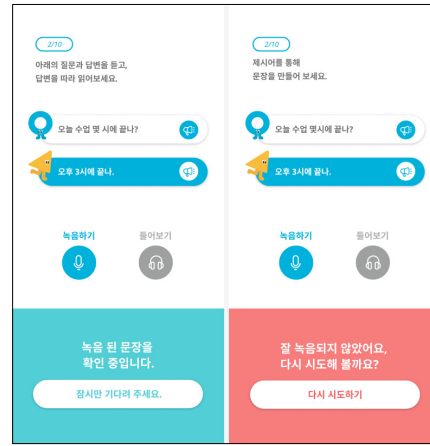 2/10
아래의 질문과 답변을 듣고,
답변을 따라 읽어보세요.
오늘 수업 몇 시에 끝나?
오후 3시에 끝나.
녹음하기 들어보기
녹음 된 문장을
확인 중입니다.
잠시만 기다려 주세요.
2/10
제시어를 통해
문장을 만들어 보세요.
오늘 수업 몇시에 끝나?
오후 3시에 끝나.
녹음하기 들어보기
잘 녹음되지 않았어요,
다시 시도해 볼까요?
다시 시도하기